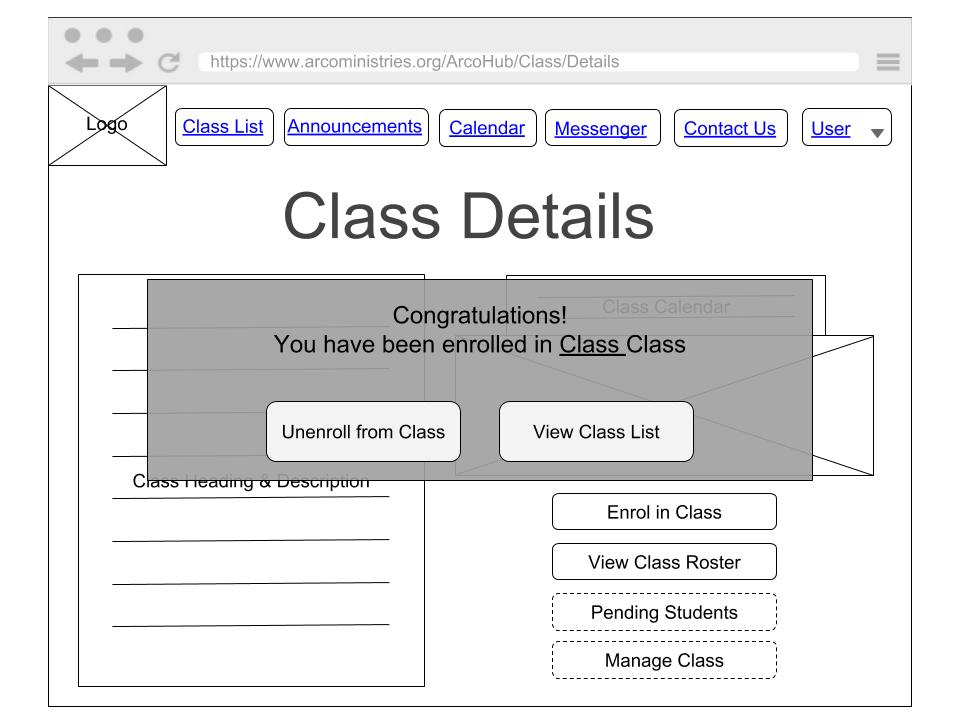 https://www.arcoministries.org/ArcoHub/Class/Details
Logo
Class List
Announcements
Calendar
Messenger
Contact Us
User
Class Details
Class Calendar
Congratulations!
You have been enrolled in Class Class
Unenroll from Class
View Class List
Class Heading & Description
Enrol in Class
View Class Roster
Pending Students
Manage Class